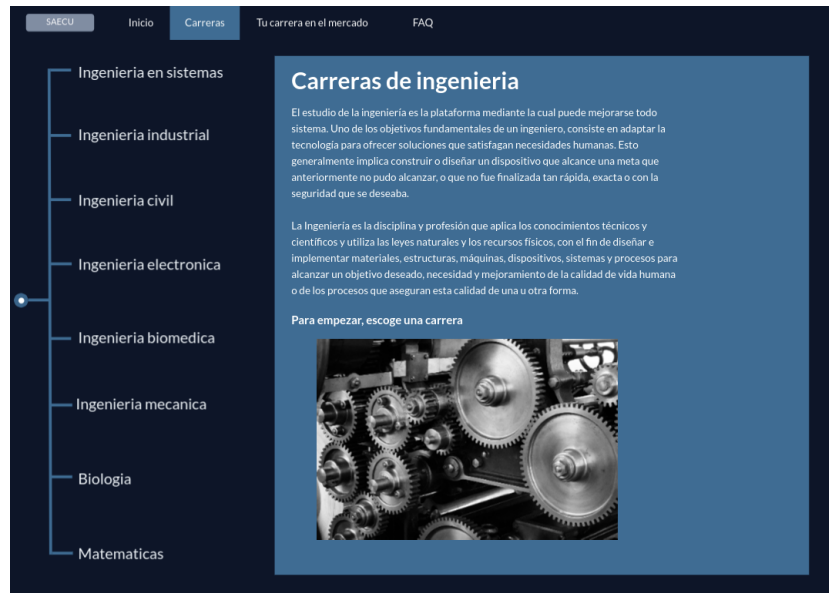 SAECU
Inicio
Carreras
Tu carrera en el mercado
FAQ
Ingenieria en sistemas
Ingenieria industrial
Ingenieria civil
Ingenieria electronica
Ingenieria biomedica
Ingenieria mecanica
Biologia
Matematicas
Carreras de ingenieria
El estudio de la ingeniería es la plataforma mediante la cual puede mejorarse todo
sistema. Uno de los objetivos fundamentales de un ingeniero, consiste en adaptar la
tecnología para ofrecer soluciones que satisfagan necesidades humanas. Esto
generalmente implica construir o diseñar un dispositivo que alcance una meta que
anteriormente no pudo alcanzar, o que no fue finalizada tan rápida, exacta o con la
seguridad que se deseaba.
La Ingeniería es la disciplina y profesión que aplica los conocimientos técnicos y
científicos y utiliza las leyes naturales y los recursos físicos, con el fin de diseñar e
implementar materiales, estructuras, máquinas, dispositivos, sistemas y procesos para
alcanzar un objetivo deseado, necesidad y mejoramiento de la calidad de vida humana
o de los procesos que aseguran esta calidad de una u otra forma.
Para empezar, escoge una carrera